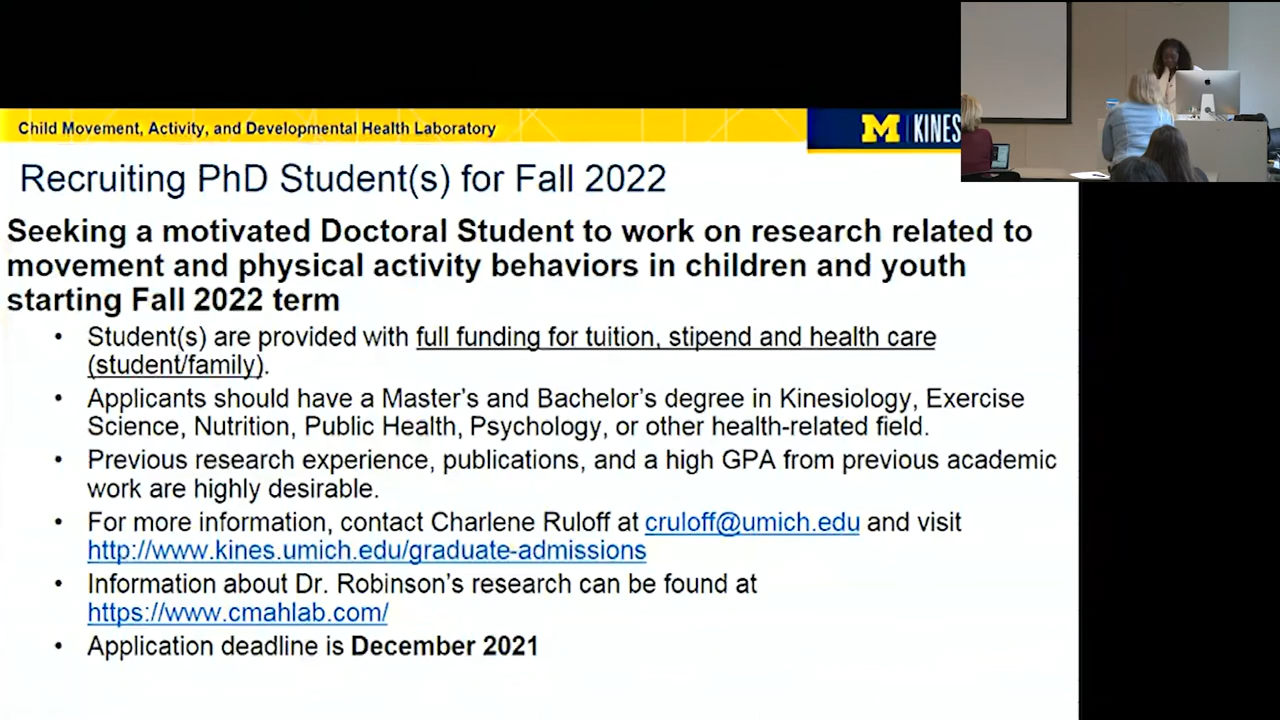 Child Movement, Activity, and Developmental Health Laboratory
M | KINES
Recruiting PhD Student(s) for Fall 2022
Seeking a motivated Doctoral Student to work on research related to
movement and physical activity behaviors in children and youth
starting Fall 2022 term
• Student(s) are provided with full funding for tuition, stipend and health care
(student/family).
• Applicants should have a Master's and Bachelor's degree in Kinesiology, Exercise
Science, Nutrition, Public Health, Psychology, or other health-related field.
• Previous research experience, publications, and a high GPA from previous academic
work are highly desirable.
• For more information, contact Charlene Ruloff at cruloff@umich.edu and visit
http://www.kines.umich.edu/graduate-admissions
• Information about Dr. Robinson's research can be found at
https://www.cmahlab.com/
• Application deadline is December 2021